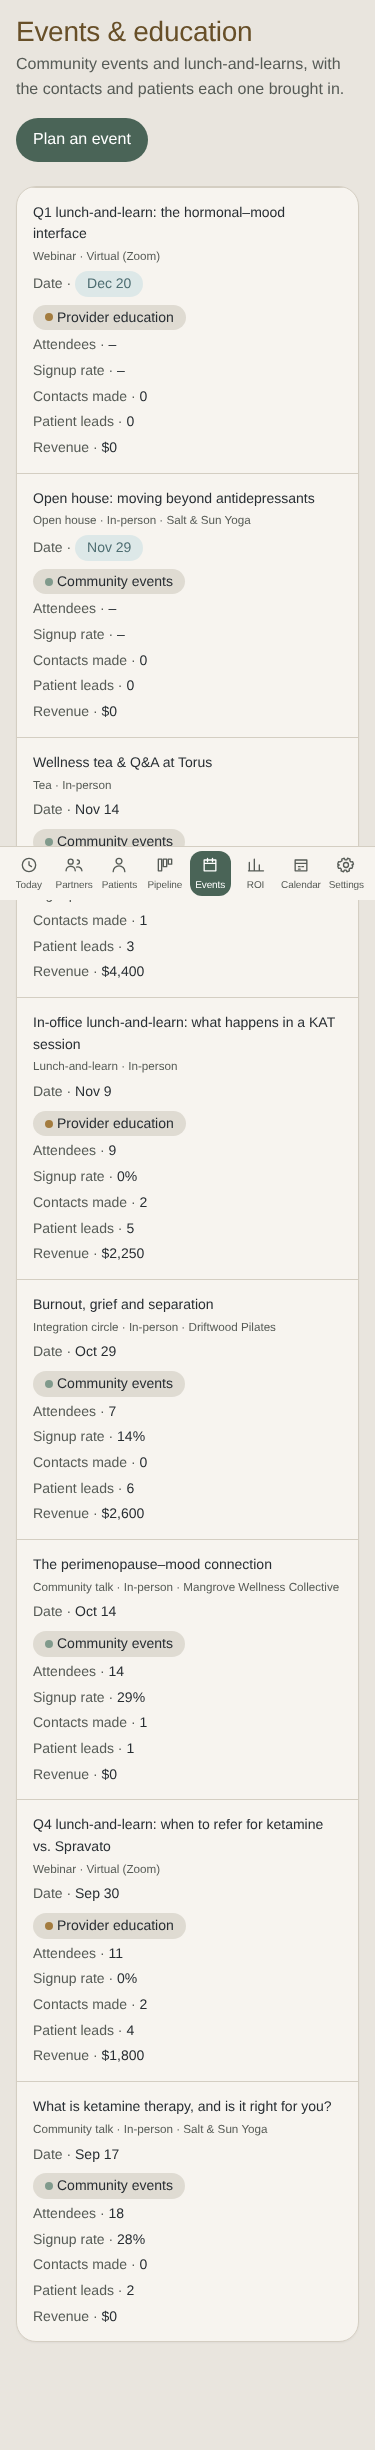 Events & education
Community events and lunch-and-learns, with
the contacts and patients each one brought in.
Plan an event
Q1 lunch-and-learn: the hormonal–mood
interface
Webinar · Virtual (Zoom)
Date · Dec 20
Provider education
Attendees · –
Signup rate · –
Contacts made · 0
Patient leads · 0
Revenue · $0
Open house: moving beyond antidepressants
Open house · In-person · Salt & Sun Yoga
Date · Nov 29
Community events
Attendees · –
Signup rate · –
Contacts made · 0
Patient leads · 0
Revenue · $0
Wellness tea & Q&A at Torus
Tea · In-person
Date · Nov 14
Community events
Today Partners Patients Pipeline Events ROI Calendar Settings
Contacts made · 1
Patient leads · 3
Revenue · $4,400
In-office lunch-and-learn: what happens in a KAT
session
Lunch-and-learn · In-person
Date · Nov 9
Provider education
Attendees · 9
Signup rate · 0%
Contacts made · 2
Patient leads · 5
Revenue · $2,250
Burnout, grief and separation
Integration circle · In-person · Driftwood Pilates
Date · Oct 29
Community events
Attendees · 7
Signup rate · 14%
Contacts made · 0
Patient leads · 6
Revenue · $2,600
The perimenopause–mood connection
Community talk · In-person · Mangrove Wellness Collective
Date · Oct 14
Community events
Attendees · 14
Signup rate · 29%
Contacts made · 1
Patient leads · 1
Revenue · $0
Q4 lunch-and-learn: when to refer for ketamine
vs. Spravato
Webinar · Virtual (Zoom)
Date · Sep 30
Provider education
Attendees · 11
Signup rate · 0%
Contacts made · 2
Patient leads · 4
Revenue · $1,800
What is ketamine therapy, and is it right for you?
Community talk · In-person · Salt & Sun Yoga
Date · Sep 17
Community events
Attendees · 18
Signup rate · 28%
Contacts made · 0
Patient leads · 2
Revenue · $0